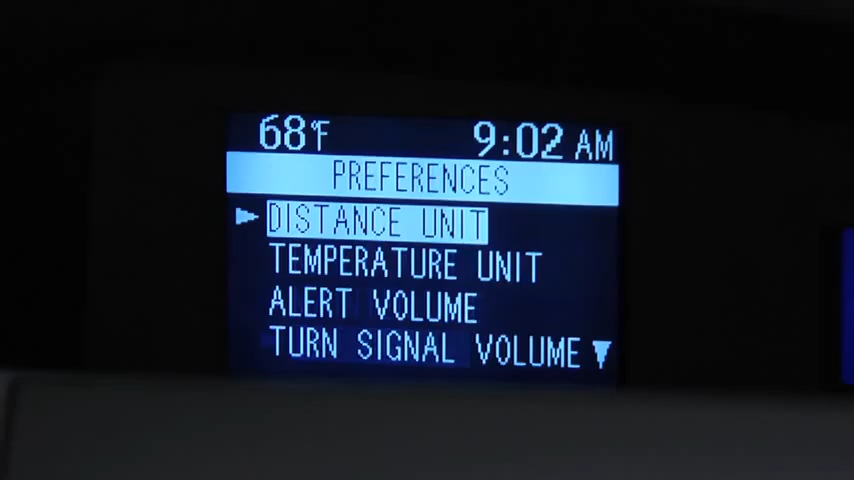 68°F 9:02 AM
PREFERENCES
DISTANCE UNIT
TEMPERATURE UNIT
ALERT VOLUME
TURN SIGNAL VOLUME